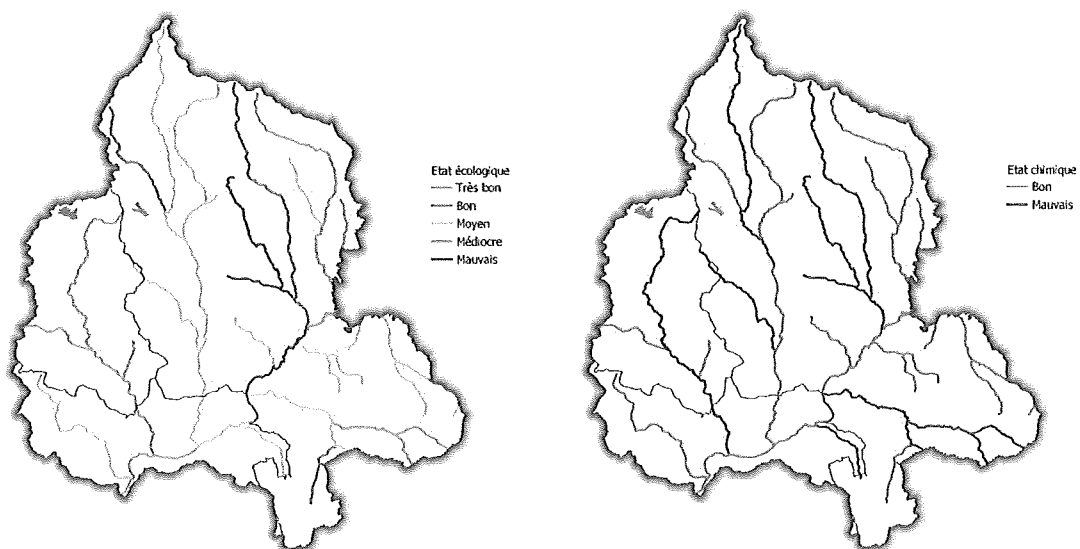 Etat écologique
Très bon
Bon
Moyen
Médiocre
Mauvais
Etat chimique
Bon
Mauvais